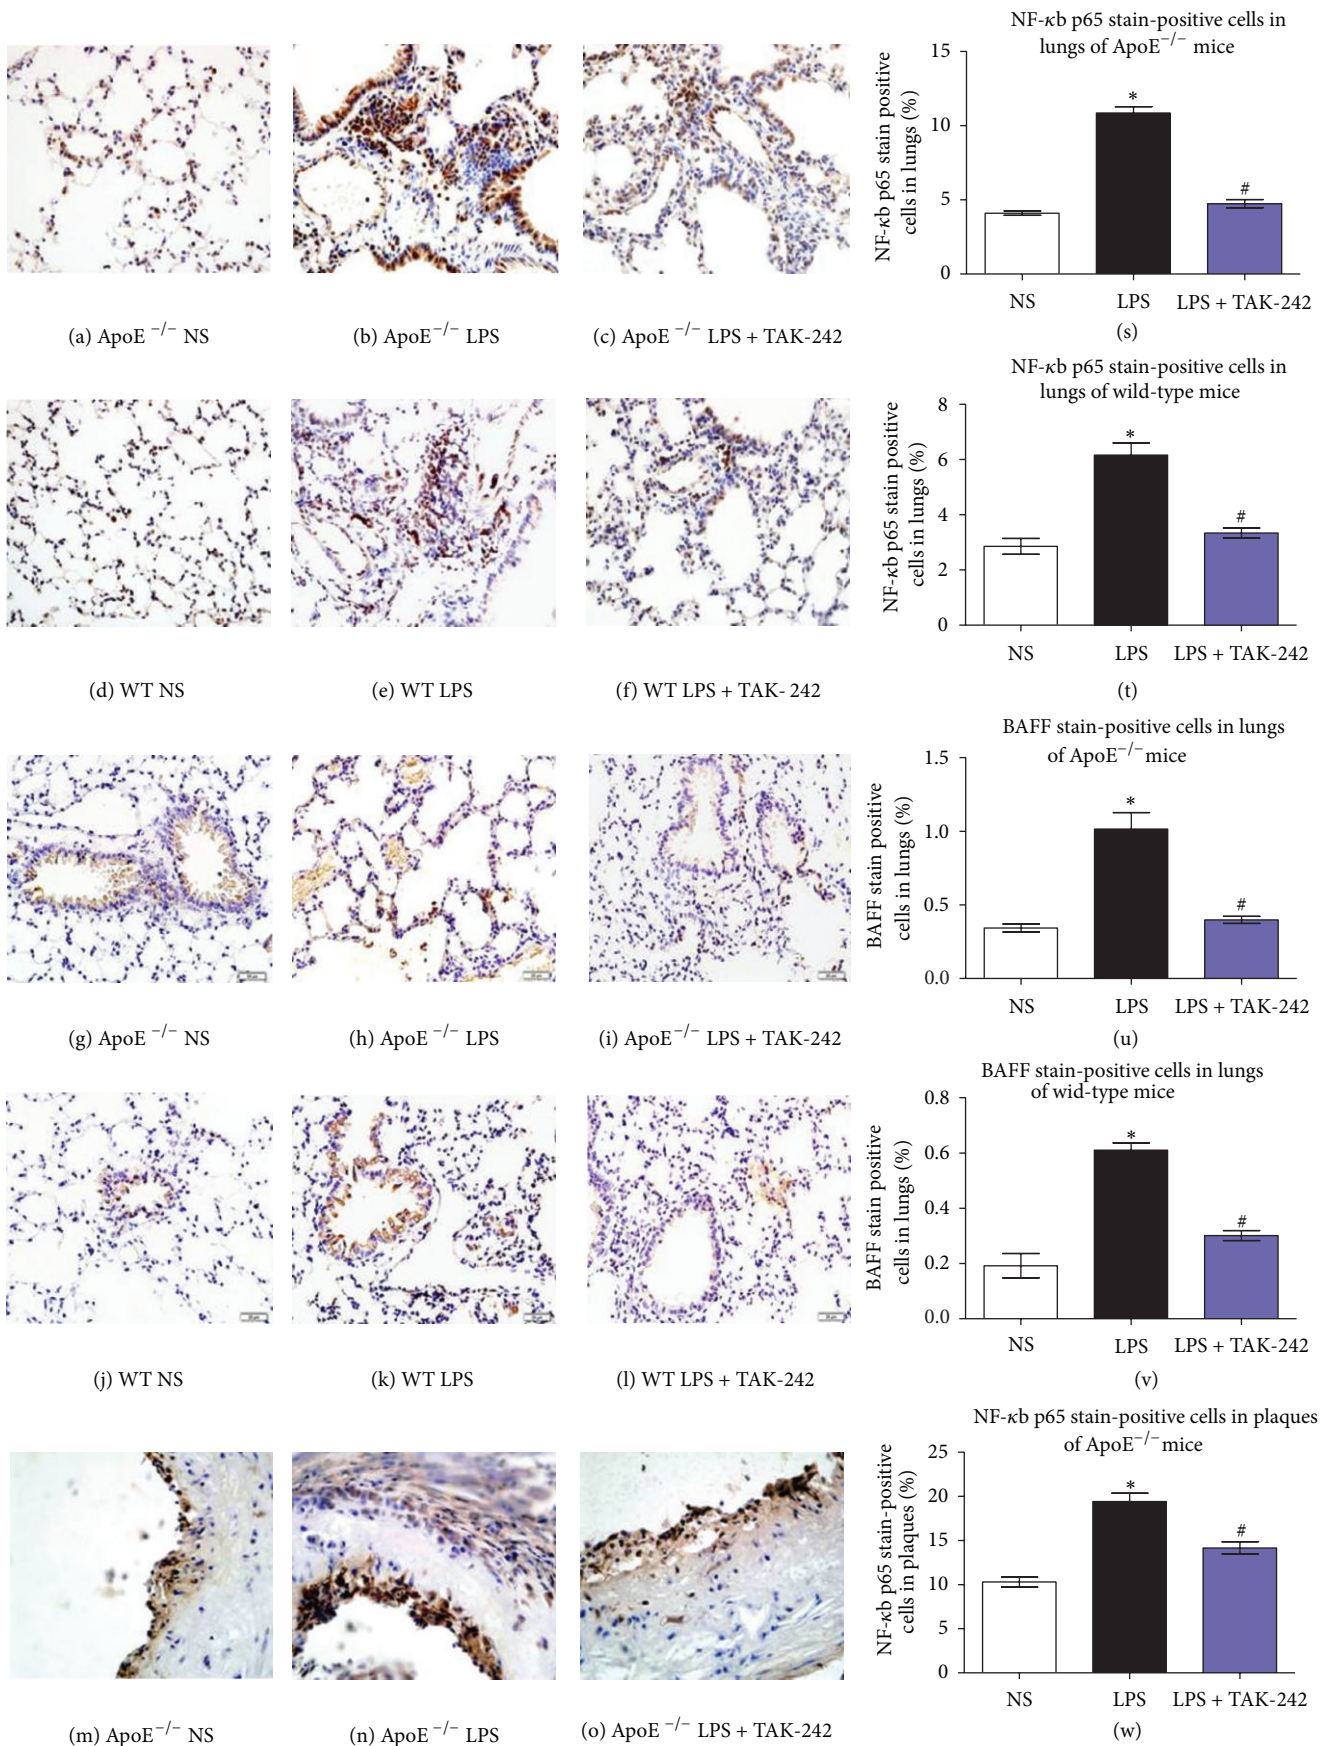 NF-κb p65 stain-positive cells in
lungs of ApoE−/− mice
NF-κb p65 stain positive
cells in lungs (%)
15
10
5
0
*
#
NS
LPS
LPS + TAK-242
(a) ApoE −/− NS
(b) ApoE−/− LPS
(c) ApoE −/− LPS + TAK-242
(s)
NF-κb p65 stain-positive cells in
lungs of wild-type mice
NF-κb p65 stain positive
cells in lungs (%)
8
6
4
2
0
*
#
NS
LPS
LPS + TAK-242
(d) WT NS
(e) WT LPS
(f) WT LPS + TAK- 242
(t)
BAFF stain-positive cells in lungs
of ApoE−/− mice
BAFF stain positive
cells in lungs (%)
1.5
1.0
0.5
0.0
*
#
NS
LPS
LPS + TAK-242
(g) ApoE −/− NS
(h) ApoE−/− LPS
(i) ApoE−/− LPS + TAK-242
(u)
BAFF stain-positive cells in lungs
of wid-type mice
BAFF stain positive
cells in lungs (%)
0.8
0.6
0.4
0.2
0.0
*
#
NS
LPS
LPS + TAK-242
(j) WT NS
(k) WT LPS
(l) WT LPS + TAK-242
(v)
NF-κb p65 stain-positive cells in plaques
of ApoE−/− mice
NF-κb p65 stain-positive
cells in plaques (%)
25
20
15
10
5
0
*
#
NS
LPS
LPS + TAK-242
(m) ApoE−/− NS
(n) ApoE−/− LPS
(o) ApoE −/− LPS + TAK-242
(w)